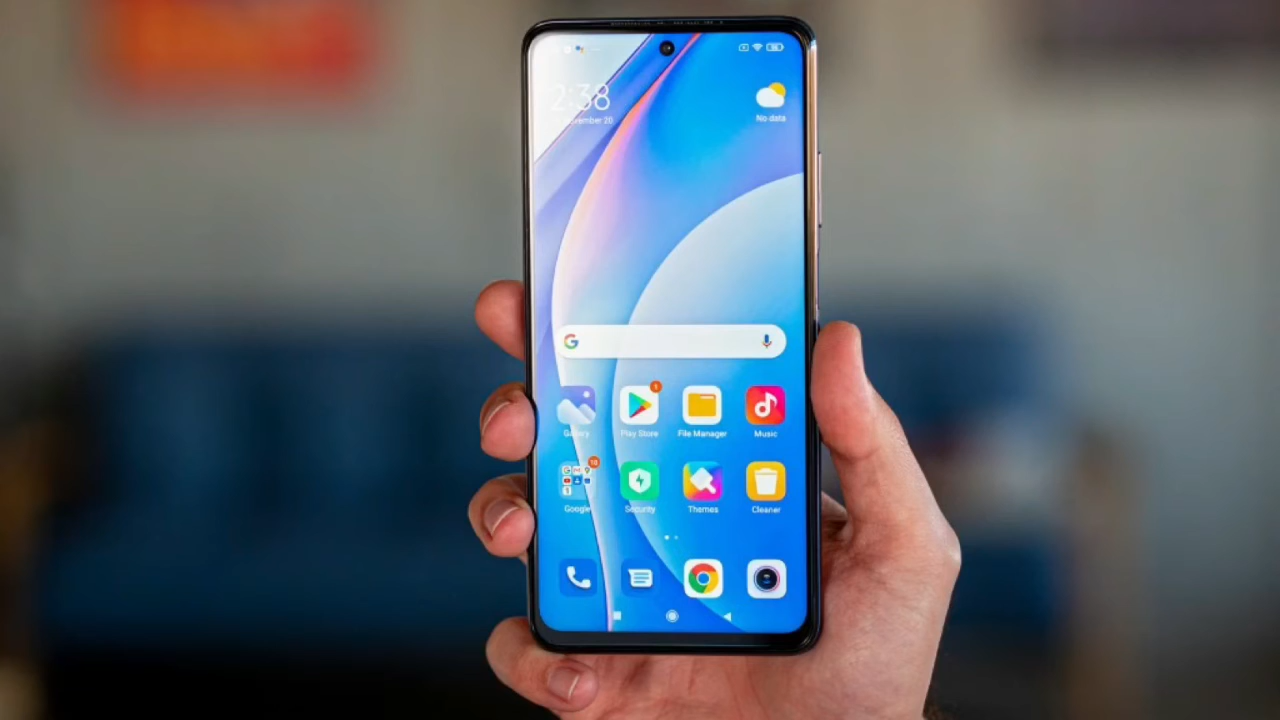 2:38
No data
Gallery
Play Store
File Manager
Music
Google
Security
Themes
Cleaner